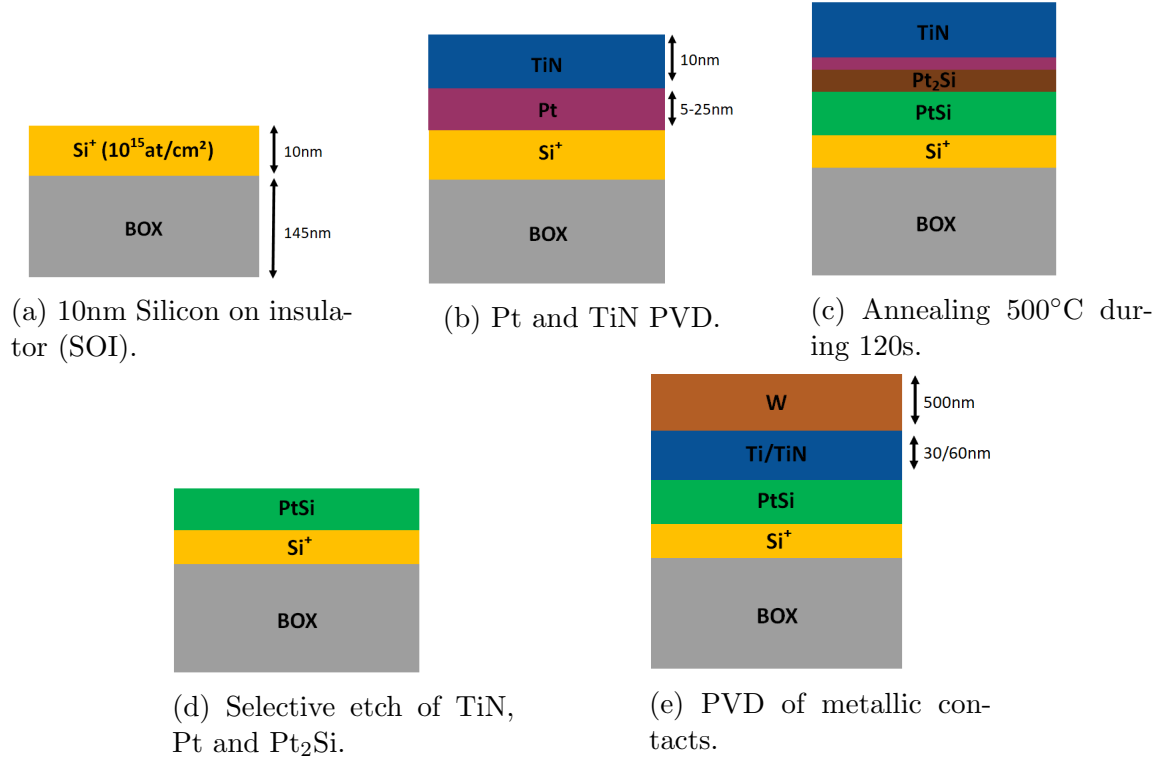 Si⁺ (10¹⁵at/cm²)
10nm
BOX
145nm
(a) 10nm Silicon on insula-
tor (SOI).
TiN
10nm
Pt
5-25nm
Si⁺
BOX
(b) Pt and TiN PVD.
TiN
Pt₂Si
PtSi
Si⁺
BOX
(c) Annealing 500°C dur-
ing 120s.
PtSi
Si⁺
BOX
(d) Selective etch of TiN,
Pt and Pt₂Si.
W
500nm
Ti/TiN
30/60nm
PtSi
Si⁺
BOX
(e) PVD of metallic con-
tacts.